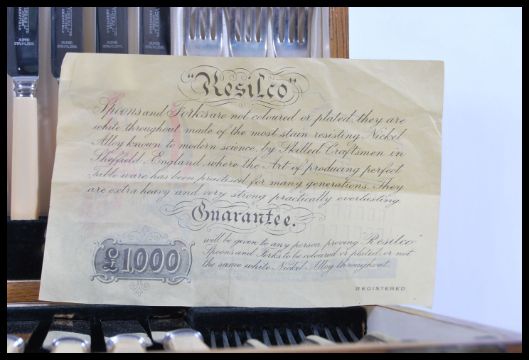 "Resilco"
Spoons and Forks are not coloured or plated, they are
white throughout made of the most stain resisting Nickel
Alloy known to modern science, by Skilled Craftsmen in
Sheffield, England, where the Art of producing perfect
table ware has been practised for many generations. They
are extra heavy and very strong practically everlasting.
Guarantee.
£1000
will be given to any person proving "Resilco"
Spoons and Forks to be coloured or plated, or not
the same white Nickel Alloy throughout.
REGISTERED